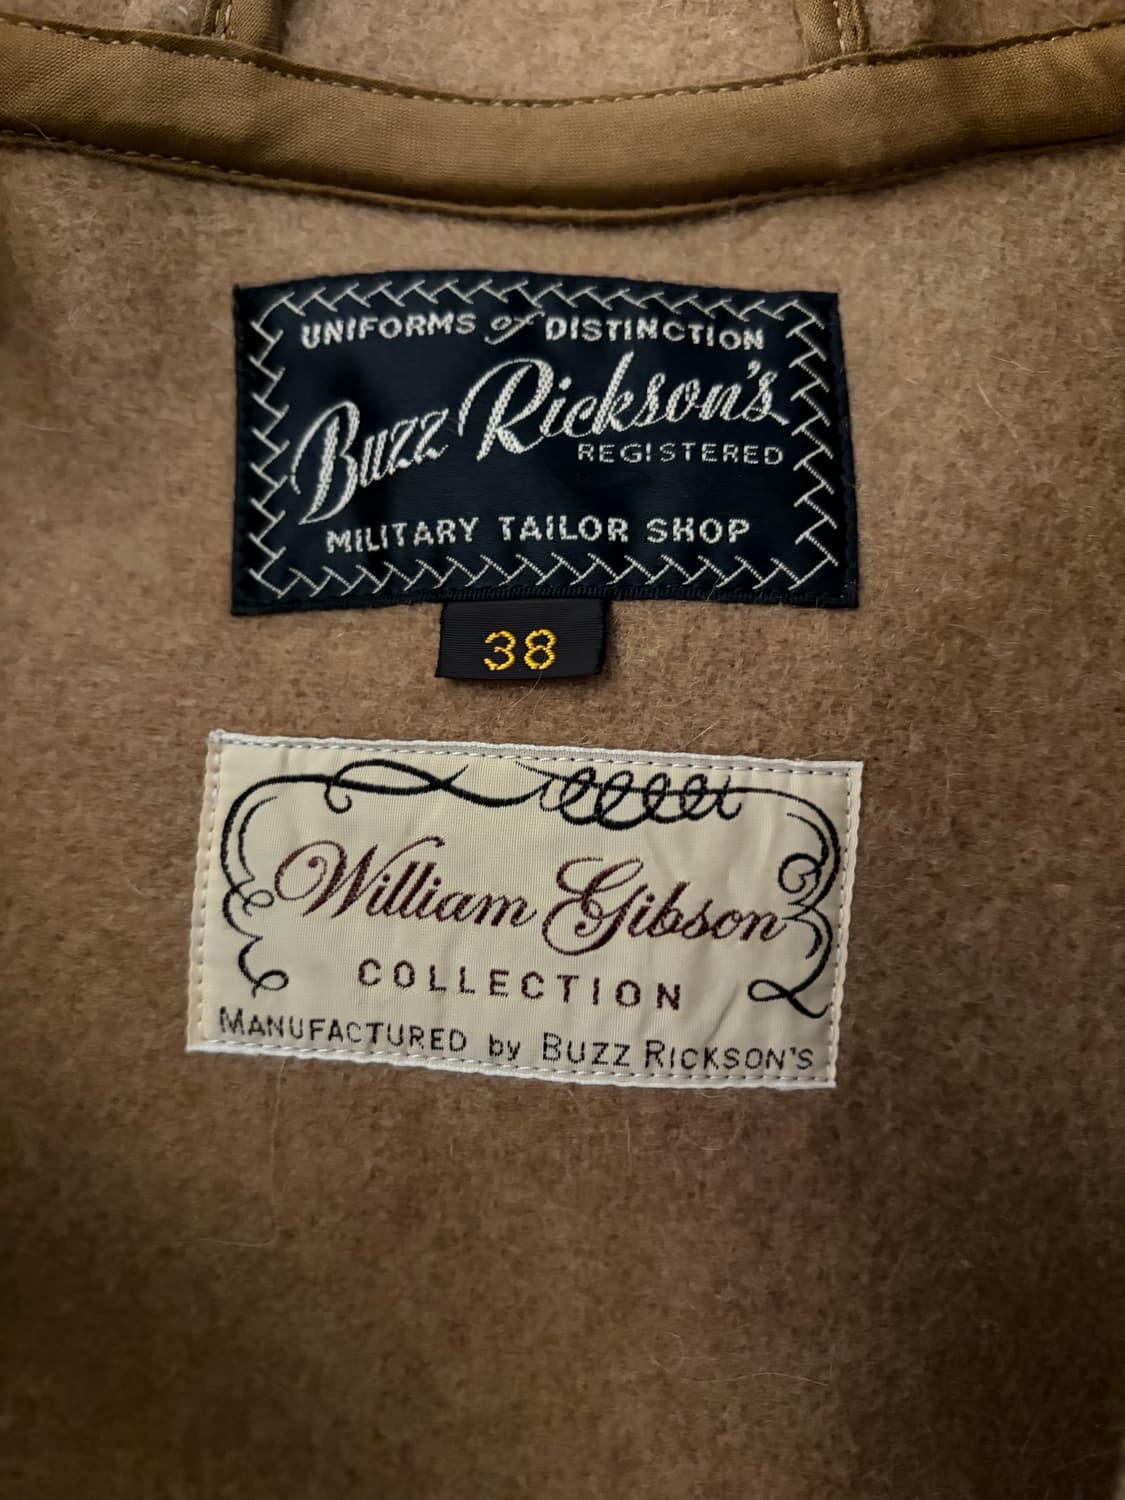 UNIFORMS of DISTINCTION
Buzz Rickson's
REGISTERED
MILITARY TAILOR SHOP
38
William Gibson
COLLECTION
MANUFACTURED by BUZZ RICKSON'S